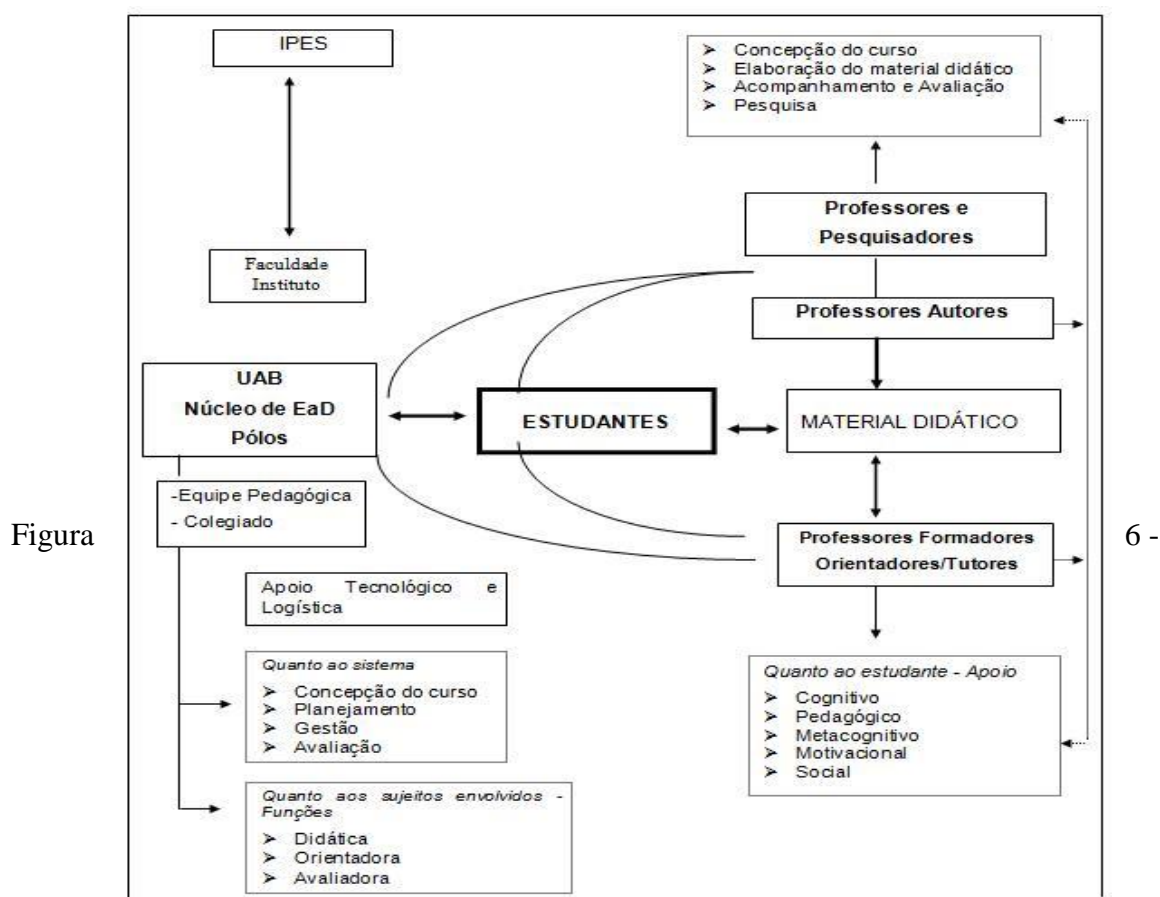 IPES
Faculdade
Instituto
UAB
Núcleo de EaD
Pólos
-Equipe Pedagógica
- Colegiado
Apoio Tecnológico e
Logística
Quanto ao sistema
➢ Concepção do curso
➢ Planejamento
➢ Gestão
➢ Avaliação
Quanto aos sujeitos envolvidos -
Funções
➢ Didática
➢ Orientadora
➢ Avaliadora
ESTUDANTES
➢ Concepção do curso
➢ Elaboração do material didático
➢ Acompanhamento e Avaliação
➢ Pesquisa
Professores e
Pesquisadores
Professores Autores
MATERIAL DIDÁTICO
Professores Formadores
Orientadores/Tutores
Quanto ao estudante - Apoio
➢ Cognitivo
➢ Pedagógico
➢ Metacognitivo
➢ Motivacional
➢ Social
Figura 6 -